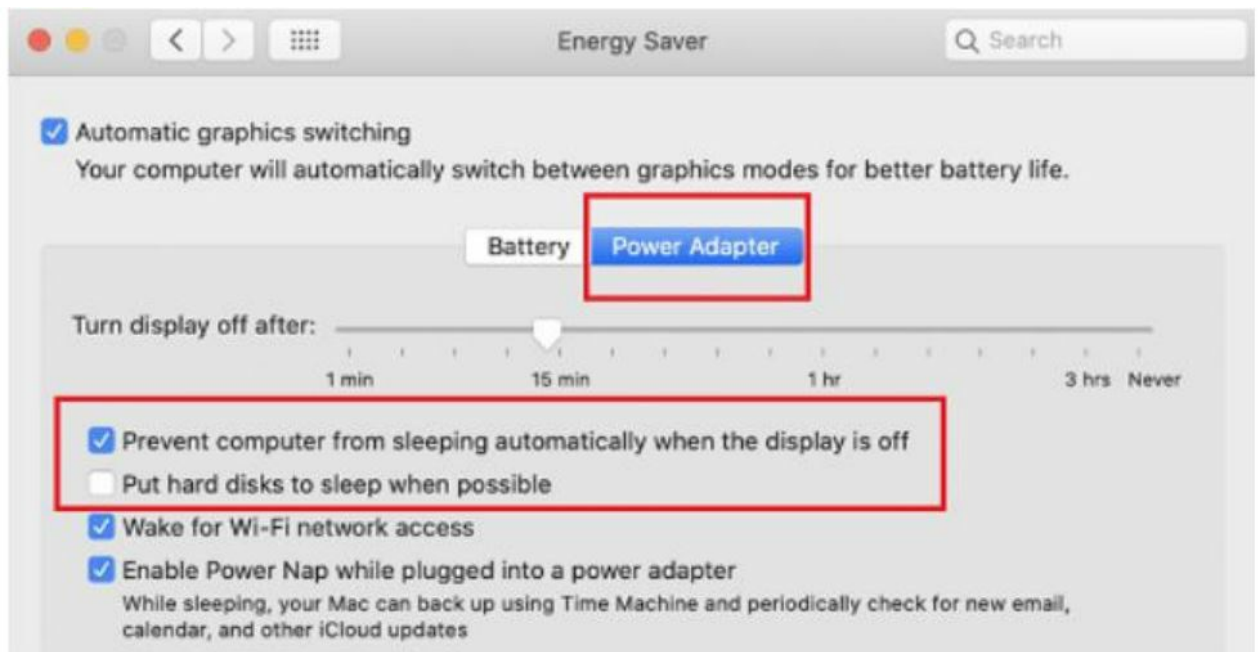 Energy Saver
Search
Automatic graphics switching
Your computer will automatically switch between graphics modes for better battery life.
Battery Power Adapter
Turn display off after:
1 min 15 min 1 hr 3 hrs Never
Prevent computer from sleeping automatically when the display is off
Put hard disks to sleep when possible
Wake for Wi-Fi network access
Enable Power Nap while plugged into a power adapter
While sleeping, your Mac can back up using Time Machine and periodically check for new email,
calendar, and other iCloud updates